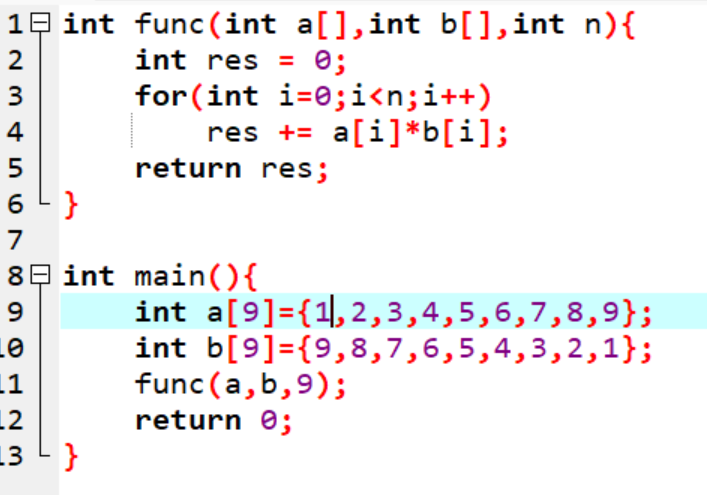 1 int func(int a[],int b[],int n){
2     int res = 0;
3     for(int i=0;i<n;i++)
4         res += a[i]*b[i];
5     return res;
6 }
7
8 int main(){
9     int a[9]={1,2,3,4,5,6,7,8,9};
10     int b[9]={9,8,7,6,5,4,3,2,1};
11     func(a,b,9);
12     return 0;
13 }